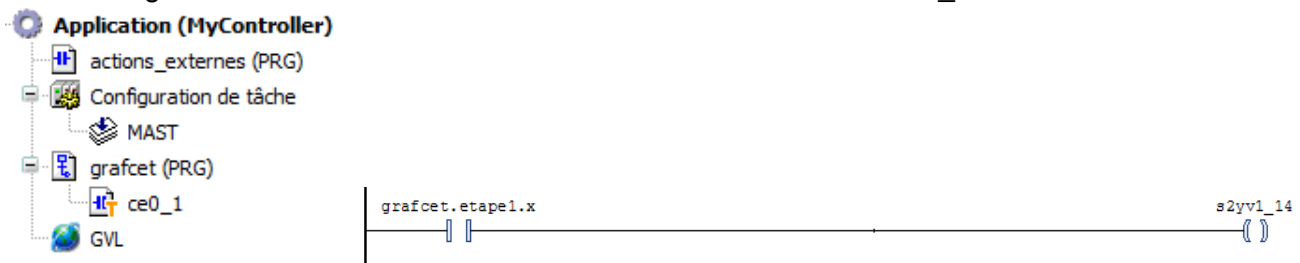 Application (MyController)
actions_externes (PRG)
Configuration de tâche
MAST
grafcet (PRG)
ce0_1
GVL
grafcet.etape1.x
s2yv1_14